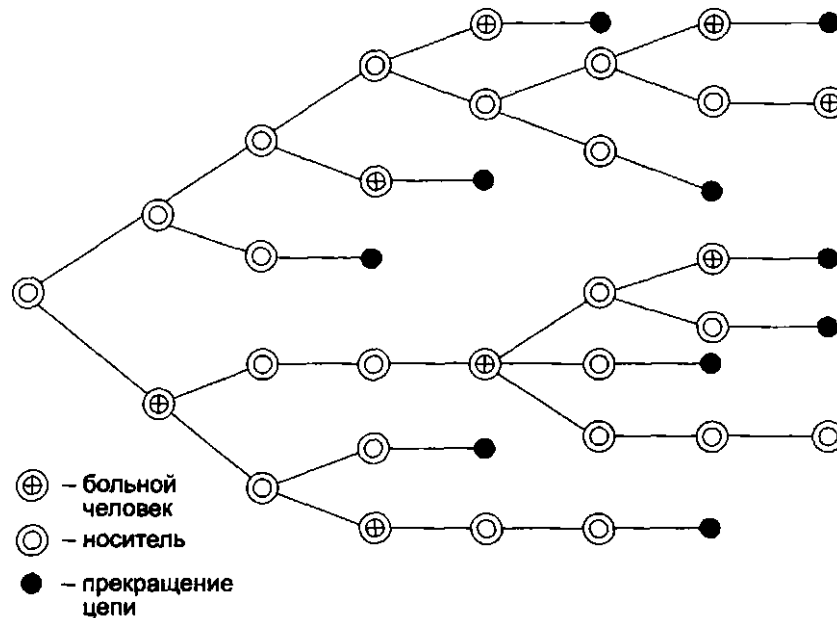 – больной
человек
– носитель
– прекращение
цепи